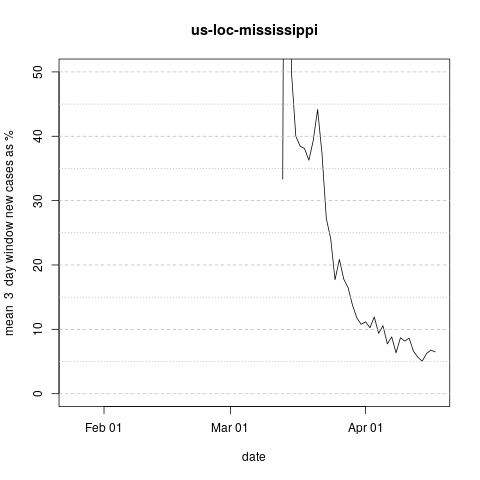 us-loc-mississippi
mean  3  day window new cases as %
50
40
30
20
10
0
Feb 01
Mar 01
Apr 01
date